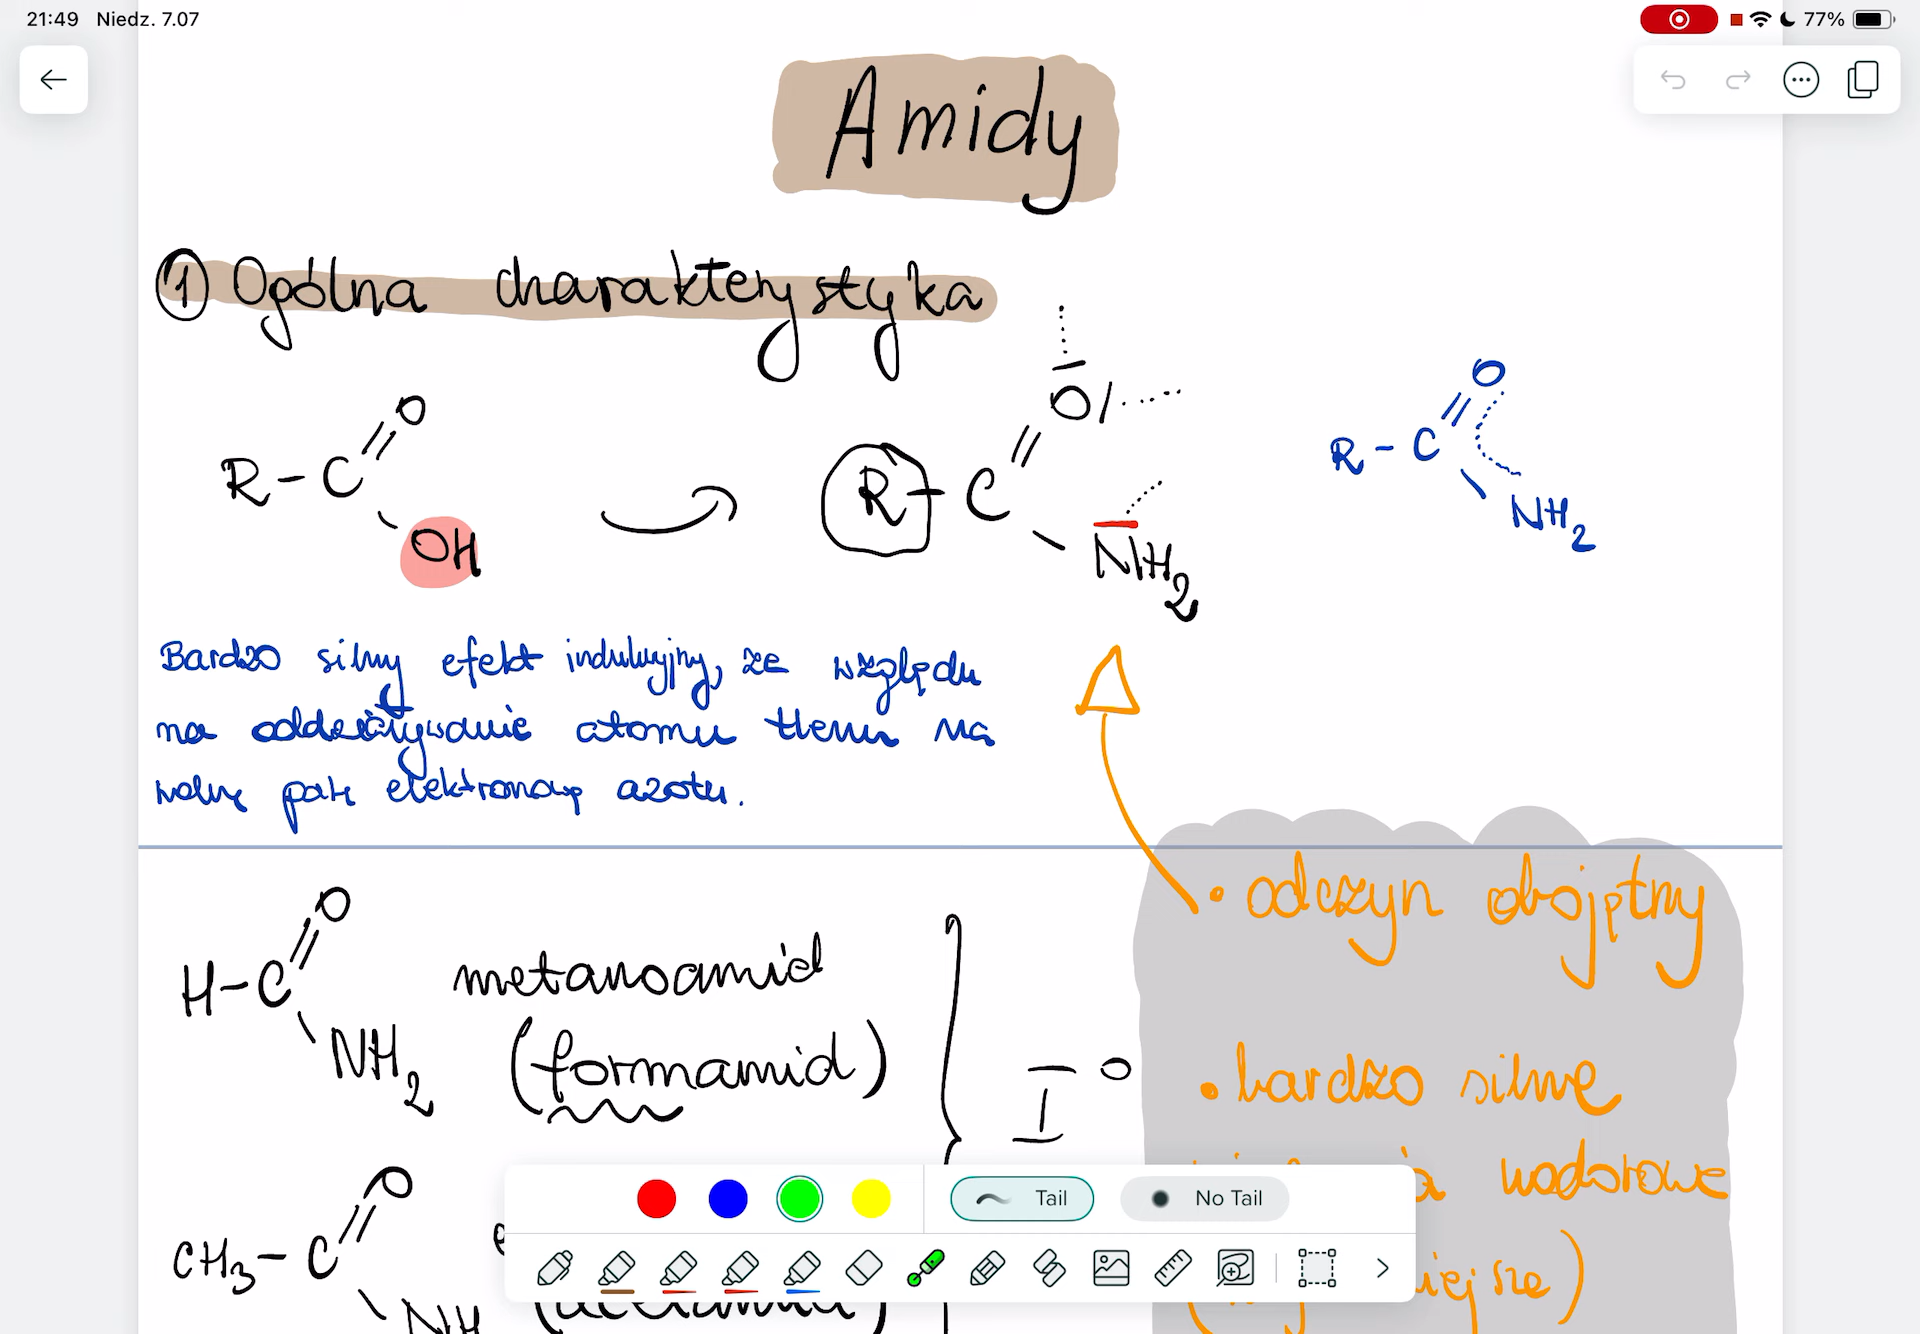 21:49 Niedz. 7.07
77%
Amidy
① Ogólna charakterystyka
R-C
O
OH
R-C
O
NH2
R-C
O
NH2
Bardzo silny efekt indukcyjny, ze względu
na oddziaływanie atomu tlenu na
wolną parę elektronową azotu.
H-C
O
NH2
metanoamid
(formamid)
I°
• odczyn obojętny
• bardzo silne
wodorowe
CH3-C
O
NH
Tail
No Tail